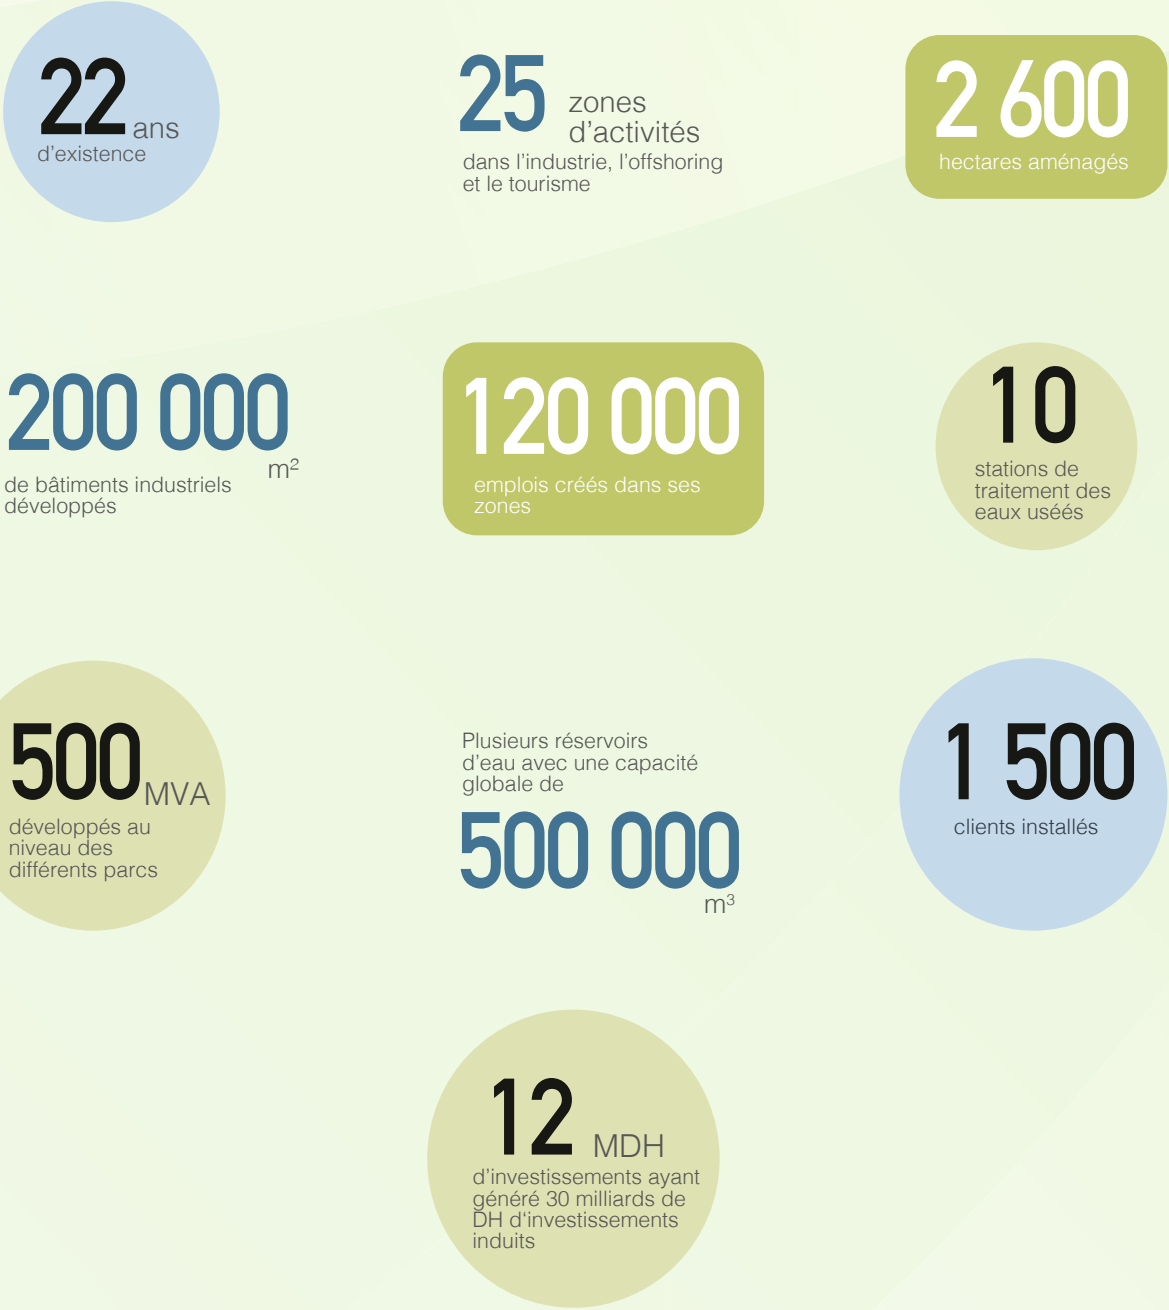 22 ans
d'existence
25 zones
d'activités
dans l'industrie, l'offshoring
et le tourisme
2 600
hectares aménagés
200 000
m²
de bâtiments industriels
développés
120 000
emplois créés dans ses
zones
10
stations de
traitement des
eaux uséés
500 MVA
développés au
niveau des
différents parcs
Plusieurs réservoirs
d'eau avec une capacité
globale de
500 000
m³
1 500
clients installés
12 MDH
d'investissements ayant
généré 30 milliards de
DH d'investissements
induits